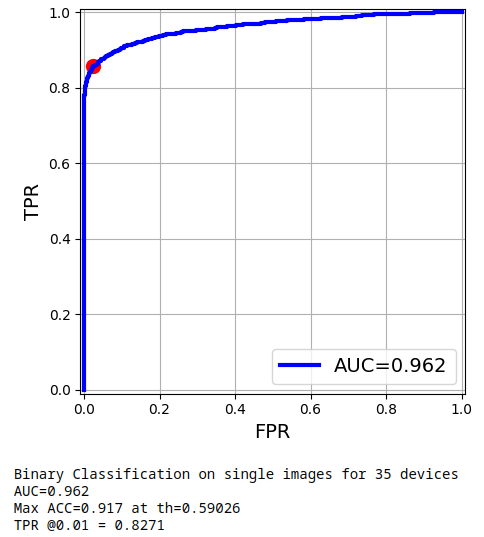 1.0
0.8
0.6
0.4
0.2
0.0
TPR
AUC=0.962
0.0 0.2 0.4 0.6 0.8 1.0
FPR
Binary Classification on single images for 35 devices
AUC=0.962
Max ACC=0.917 at th=0.59026
TPR @0.01 = 0.8271